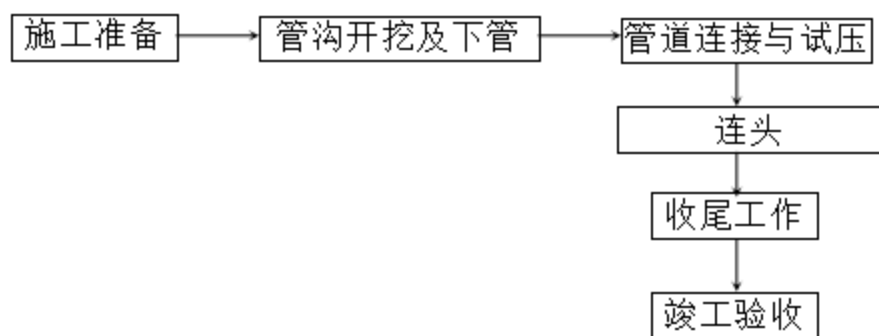 施工准备
管沟开挖及下管
管道连接与试压
连头
收尾工作
竣工验收